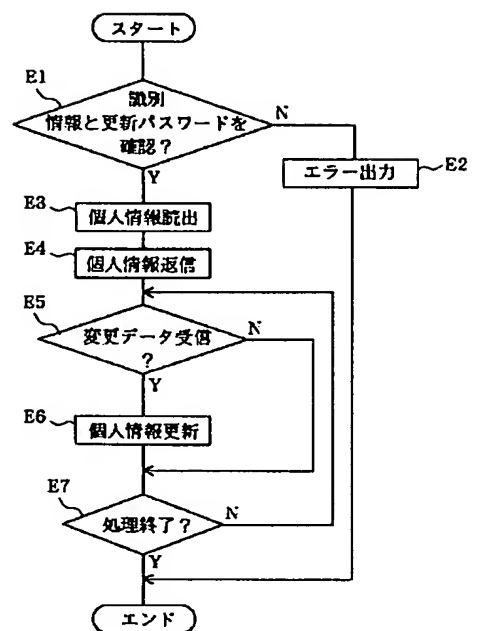 スタート
E1
識別
情報と更新パスワードを
確認？
N
Y
エラー出力
E2
E3
個人情報読出
E4
個人情報返信
E5
変更データ受信
？
N
Y
E6
個人情報更新
E7
処理終了？
N
Y
エンド